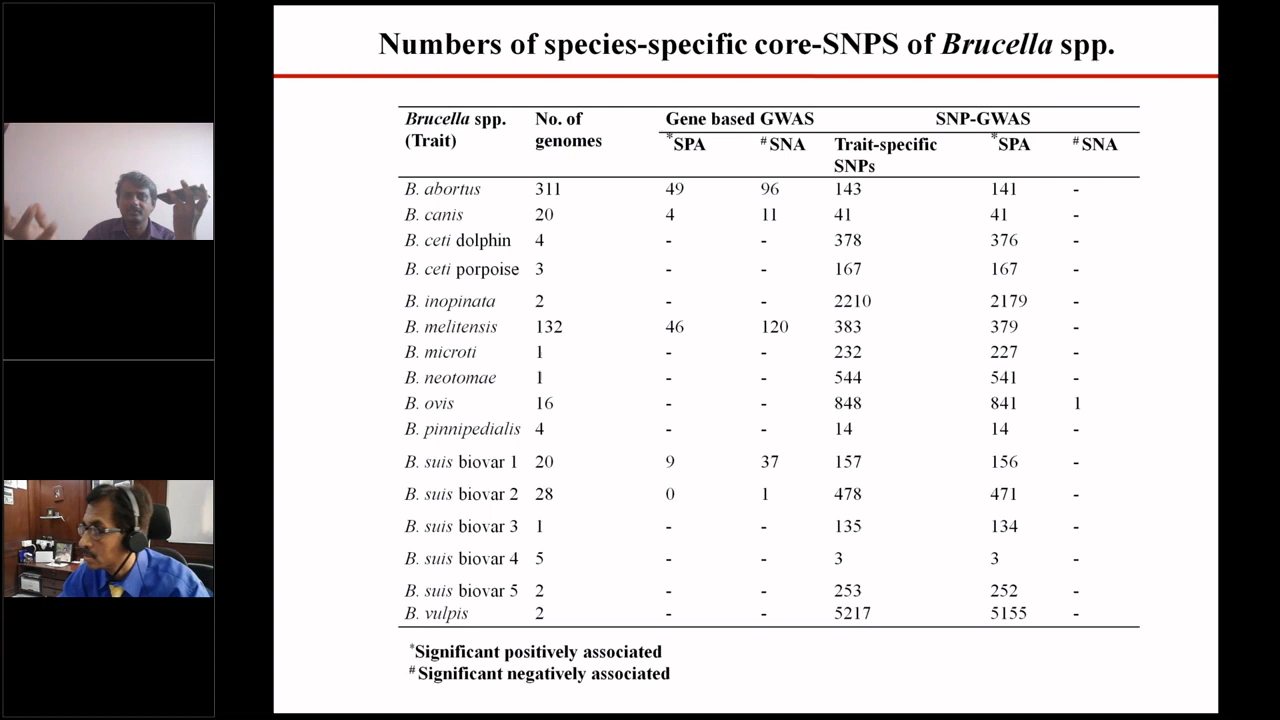 Numbers of species-specific core-SNPS of Brucella spp.
Brucella spp. (Trait) No. of genomes Gene based GWAS SNP-GWAS
*SPA #SNA Trait-specific SNPs *SPA #SNA
B. abortus 311 49 96 143 141 -
B. canis 20 4 11 41 41 -
B. ceti dolphin 4 - - 378 376 -
B. ceti porpoise 3 - - 167 167 -
B. inopinata 2 - - 2210 2179 -
B. melitensis 132 46 120 383 379 -
B. microti 1 - - 232 227 -
B. neotomae 1 - - 544 541 -
B. ovis 16 - - 848 841 1
B. pinnipedialis 4 - - 14 14 -
B. suis biovar 1 20 9 37 157 156 -
B. suis biovar 2 28 0 1 478 471 -
B. suis biovar 3 1 - - 135 134 -
B. suis biovar 4 5 - - 3 3 -
B. suis biovar 5 2 - - 253 252 -
B. vulpis 2 - - 5217 5155 -
*Significant positively associated
#Significant negatively associated